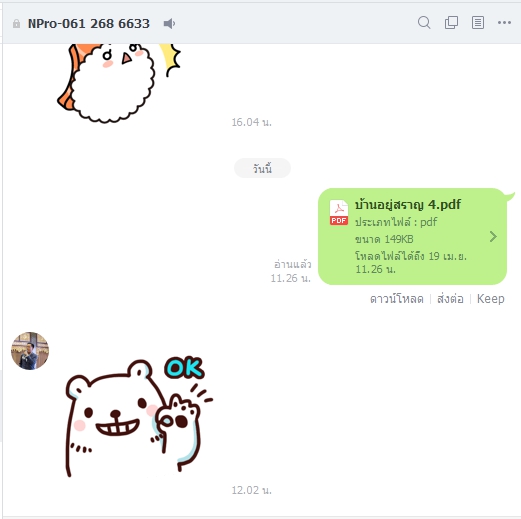 NPro-061 268 6633
16.04 น.
วันนี้
บ้านอยู่สราญ 4.pdf
PDF
ประเภทไฟล์ : pdf
ขนาด 149KB
โหลดไฟล์ได้ถึง 19 เม.ย.
11.26 น.
อ่านแล้ว
11.26 น.
ดาวน์โหลด ส่งต่อ Keep
OK
12.02 น.